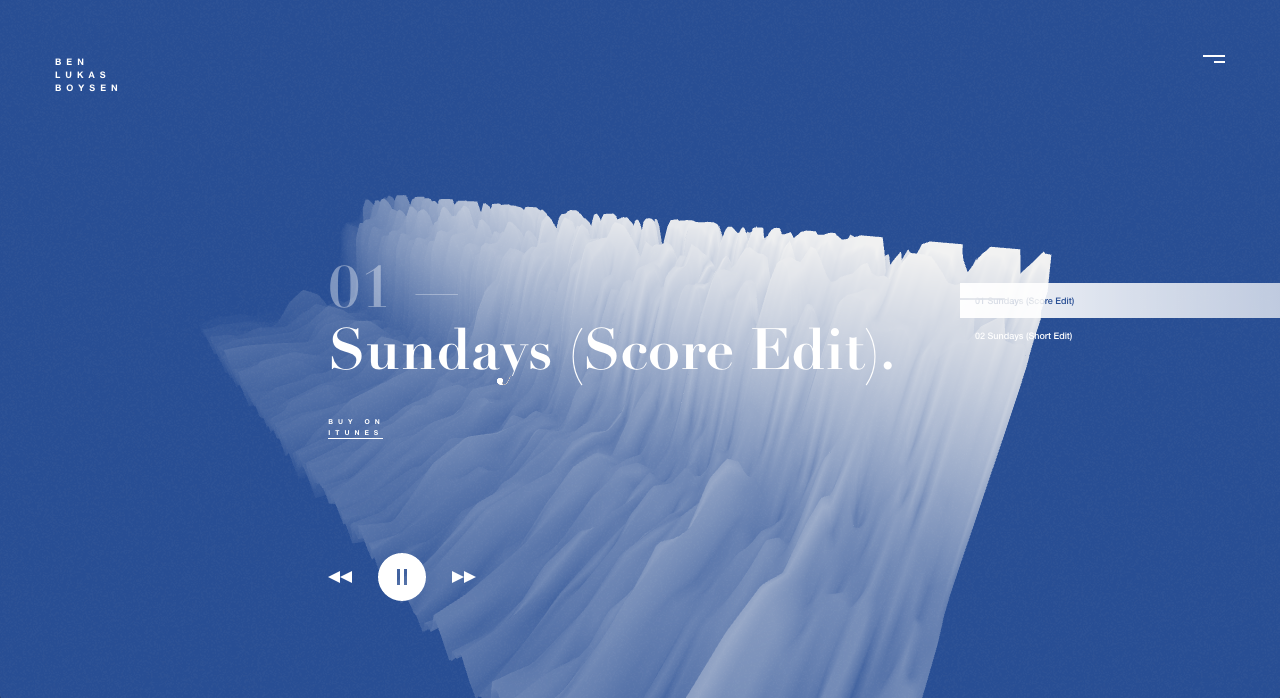 BEN
LUKAS
BOYSEN
01
Sundays (Score Edit).
BUY ON
ITUNES
01 Sundays (Score Edit)
02 Sundays (Short Edit)